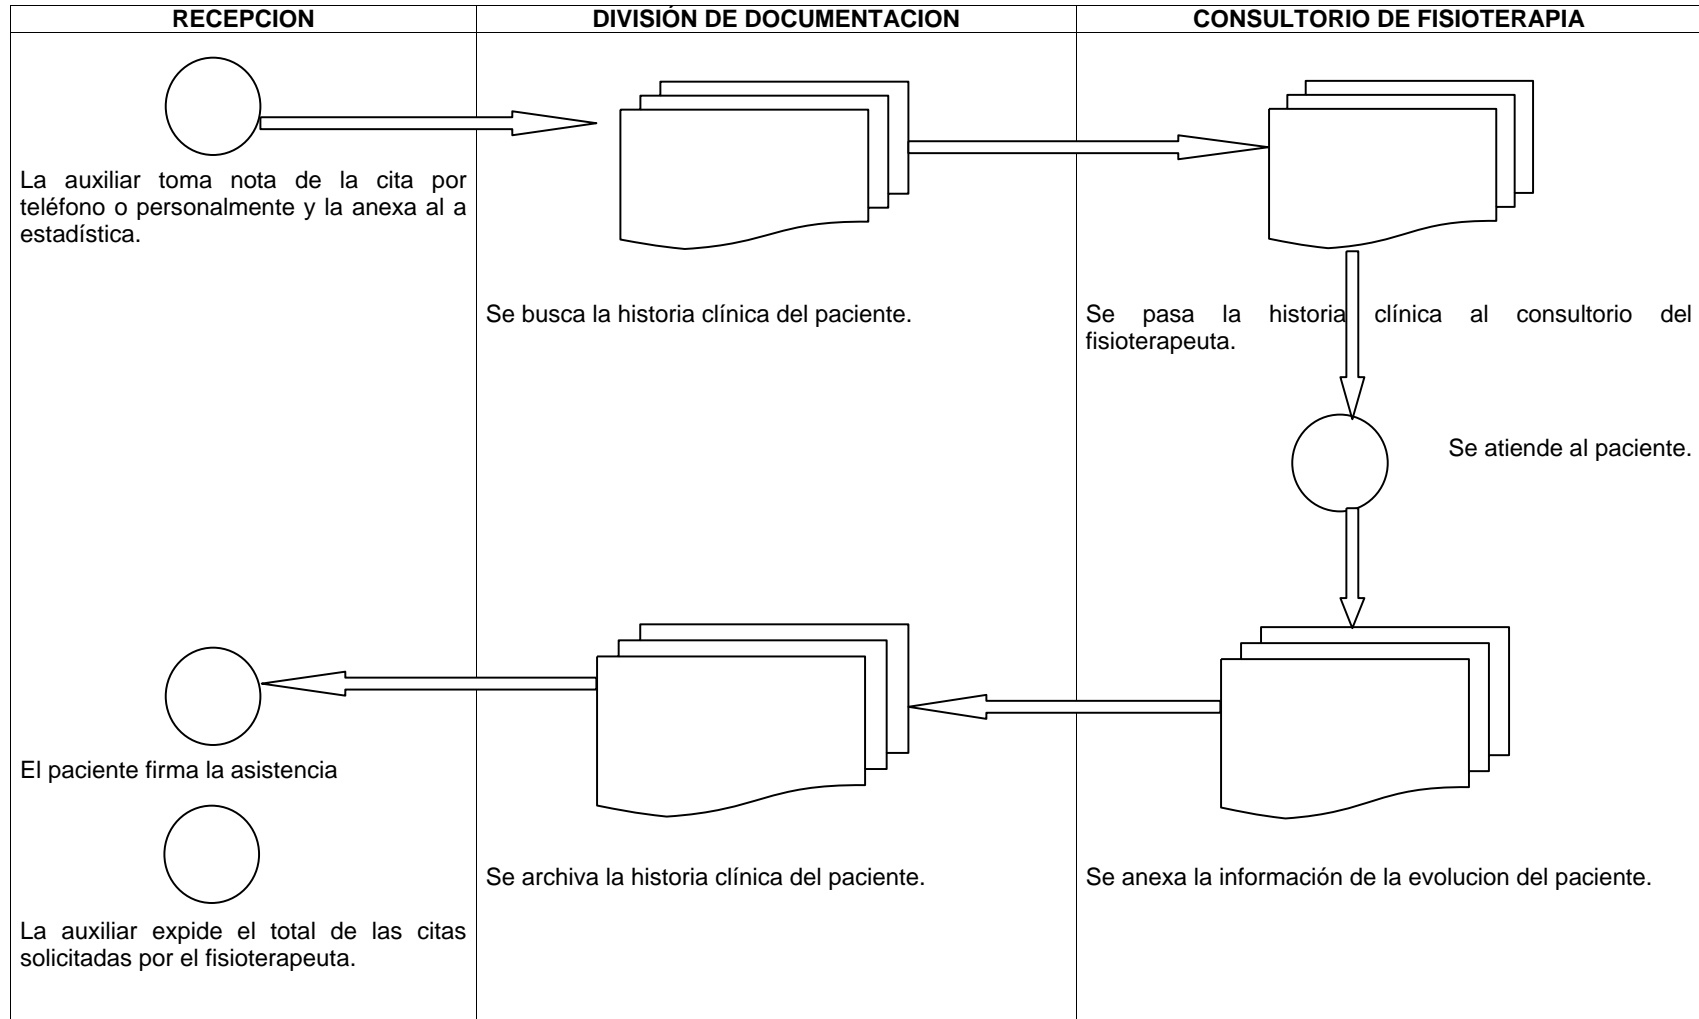 RECEPCION
DIVISIÓN DE DOCUMENTACION
CONSULTORIO DE FISIOTERAPIA
La auxiliar toma nota de la cita por
teléfono o personalmente y la anexa al a
estadística.
Se busca la historia clínica del paciente.
Se pasa la historia clínica al consultorio del
fisioterapeuta.
Se atiende al paciente.
El paciente firma la asistencia
Se archiva la historia clínica del paciente.
Se anexa la información de la evolucion del paciente.
La auxiliar expide el total de las citas
solicitadas por el fisioterapeuta.